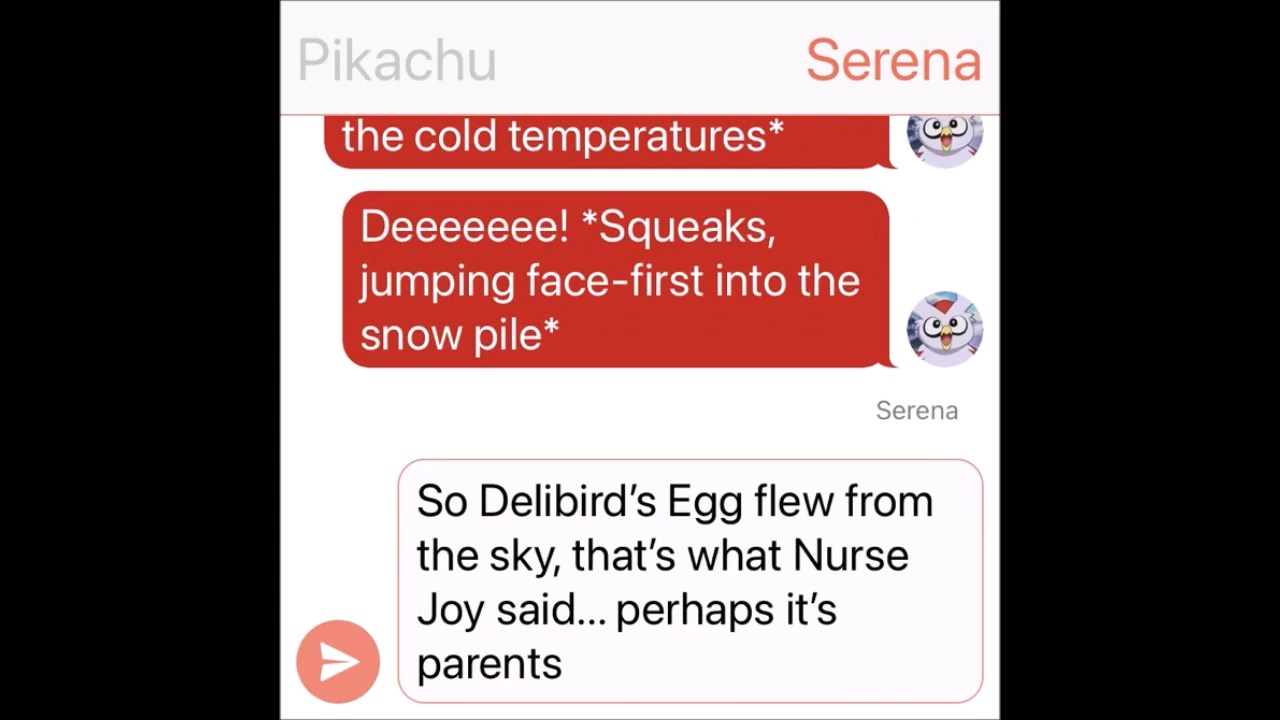 Pikachu
Serena
the cold temperatures*
Deeeeeee! *Squeaks,
jumping face-first into the
snow pile*
Serena
So Delibird’s Egg flew from
the sky, that’s what Nurse
Joy said... perhaps it’s
parents